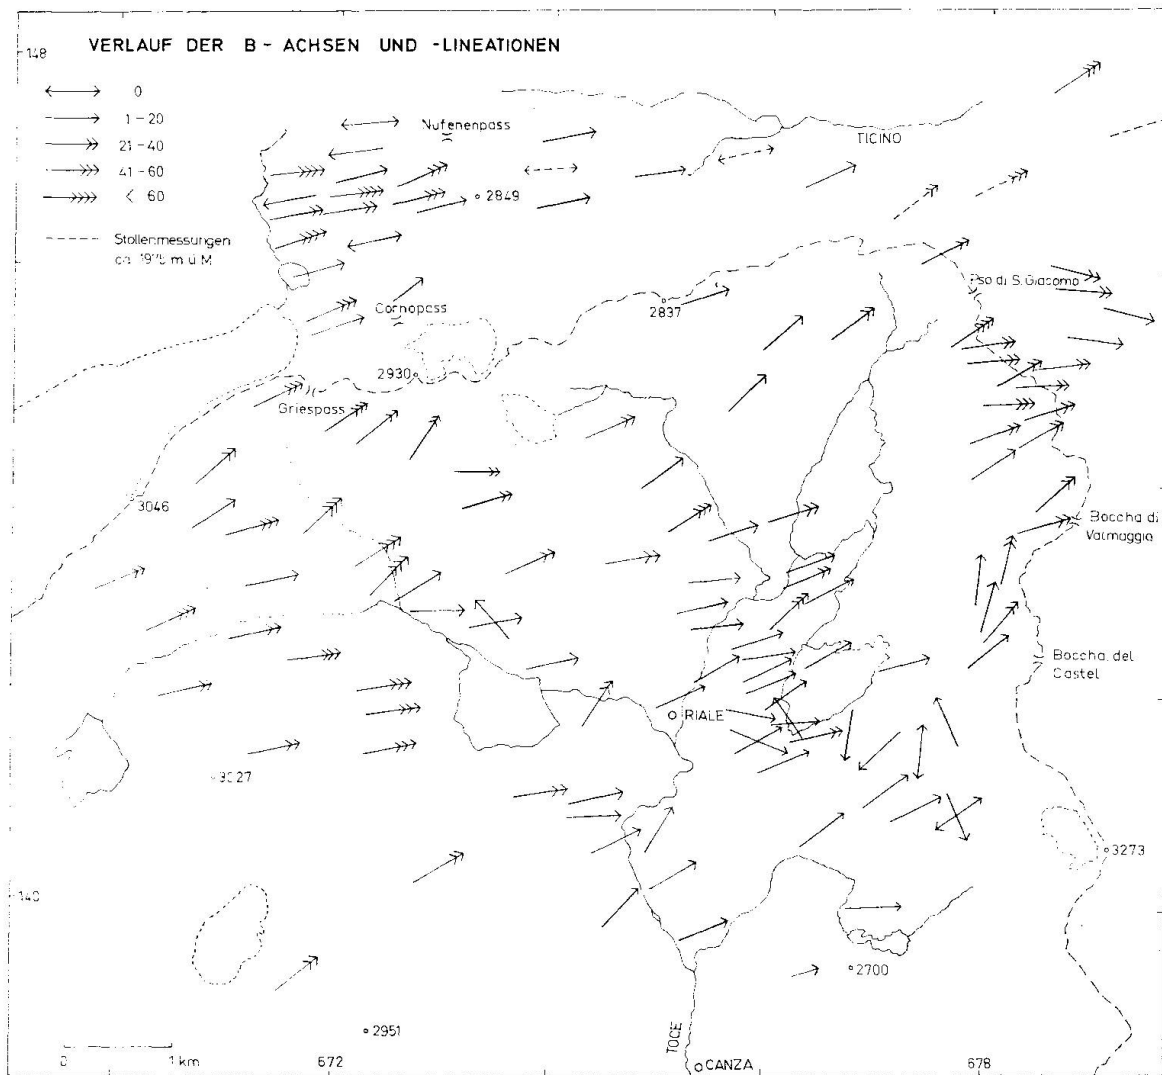 VERLAUF DER B - ACHSEN UND -LINEATIONEN
148
0
1-20
21-40
41-60
< 60
Stollenmessungen
Nufenenpass
TICINO
2849
Pso di S. Giacomo
Cornopass
2837
2930
Griespass
3046
Boccha di
Valmaggia
Boccha del
Castel
RIALE
3273
140
2700
2951
TOCE
0 1 km
672
CANZA
678